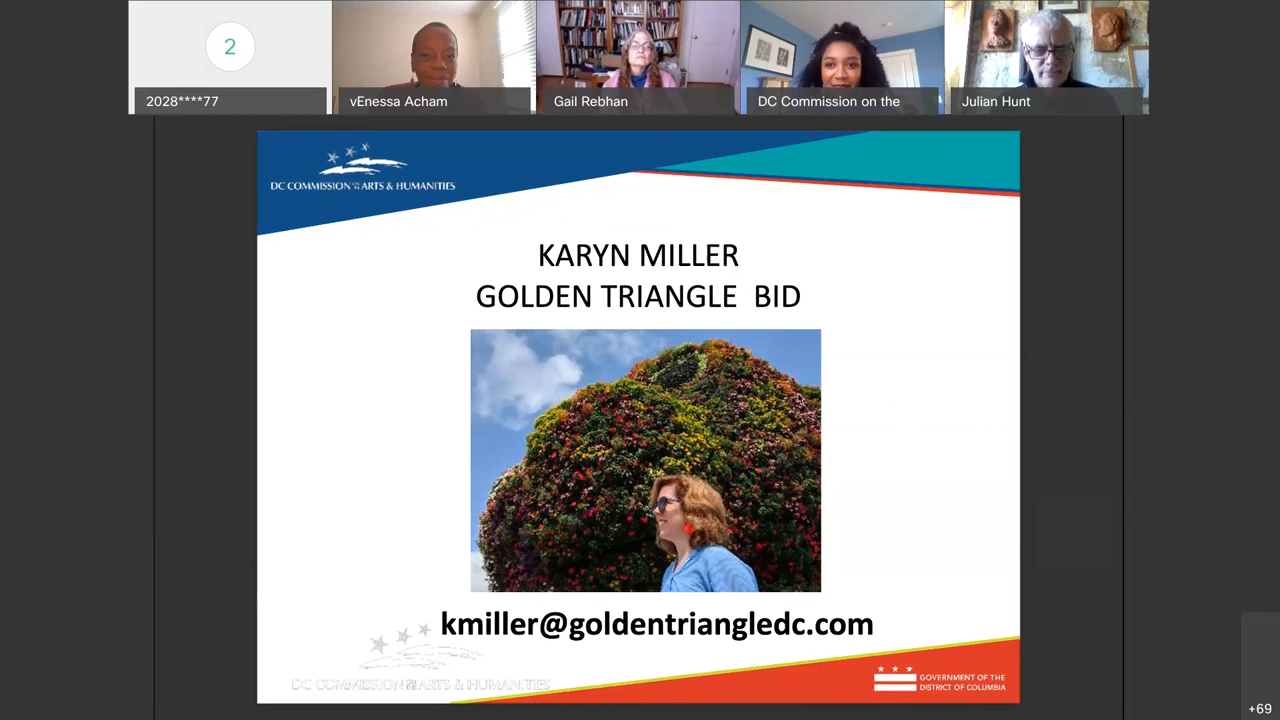 2
2028****77
vEnessa Acham
Gail Rebhan
DC Commission on the
Julian Hunt
DC COMMISSION ON THE ARTS & HUMANITIES
KARYN MILLER
GOLDEN TRIANGLE BID
kmiller@goldentriangledc.com
DC COMMISSION ON THE ARTS & HUMANITIES
GOVERNMENT OF THE
DISTRICT OF COLUMBIA
+69